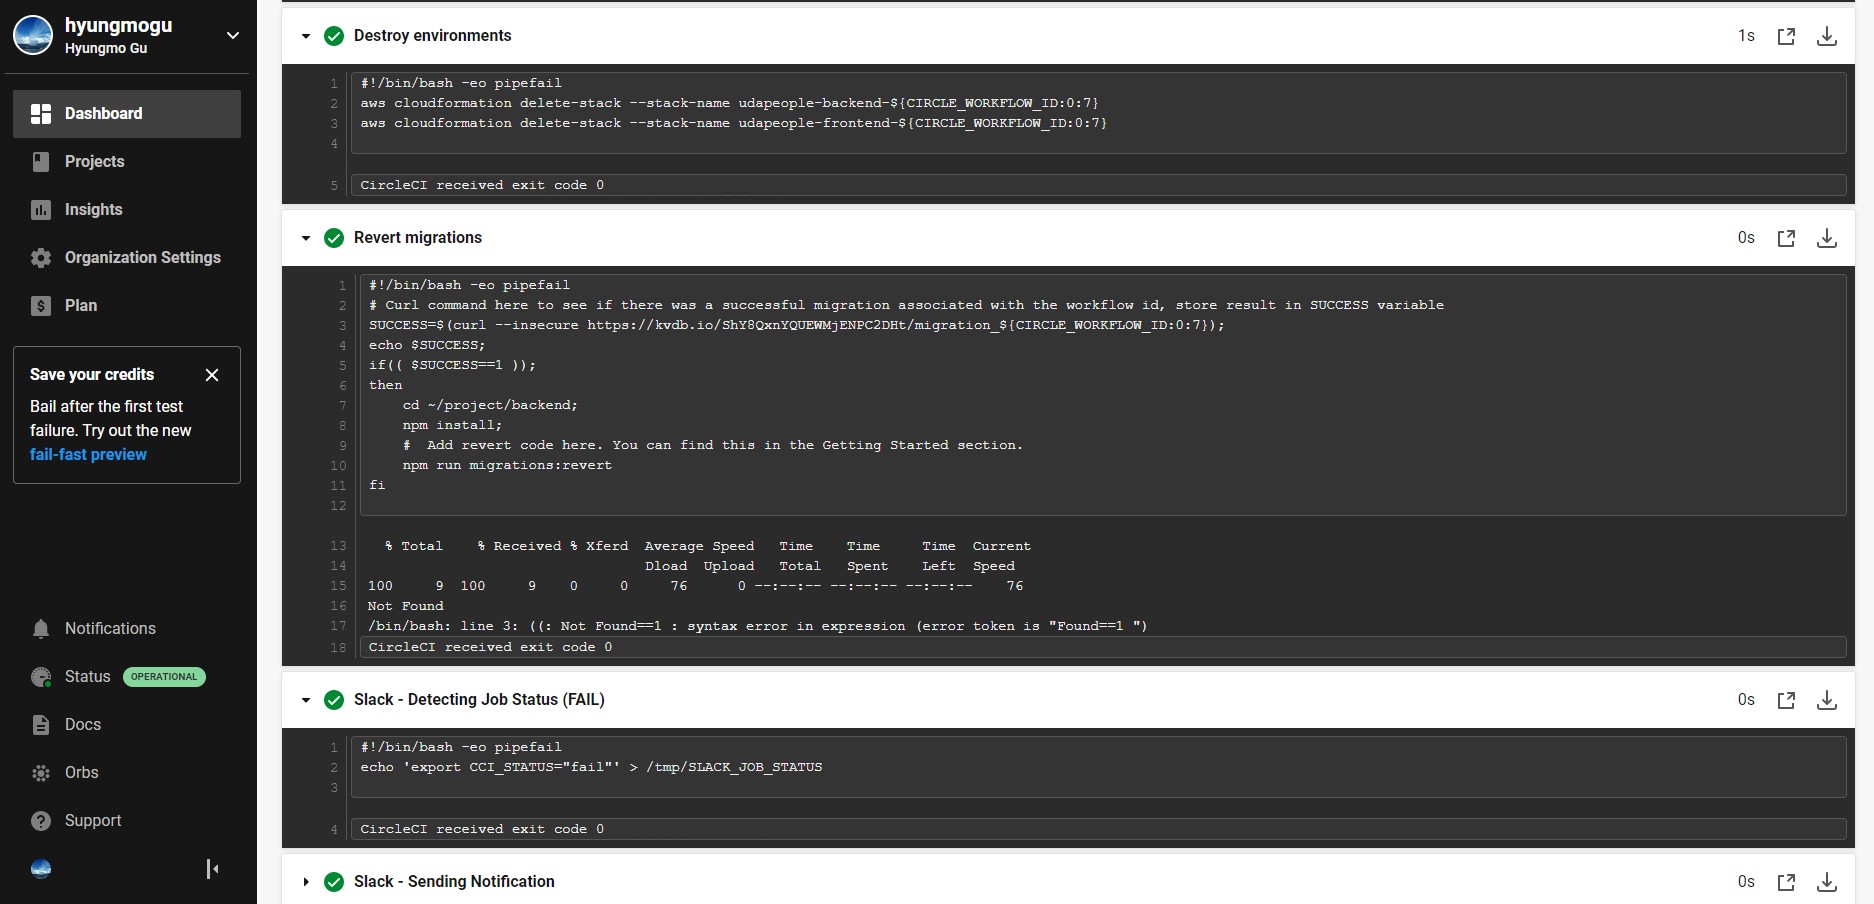 hyungmogu
Hyungmo Gu
Dashboard
Projects
Insights
Organization Settings
Plan
Save your credits
Bail after the first test
failure. Try out the new
fail-fast preview
Notifications
Status OPERATIONAL
Docs
Orbs
Support
Destroy environments 1s
1 #!/bin/bash -eo pipefail
2 aws cloudformation delete-stack --stack-name udapeople-backend-${CIRCLE_WORKFLOW_ID:0:7}
3 aws cloudformation delete-stack --stack-name udapeople-frontend-${CIRCLE_WORKFLOW_ID:0:7}
4
5 CircleCI received exit code 0
Revert migrations 0s
1 #!/bin/bash -eo pipefail
2 # Curl command here to see if there was a successful migration associated with the workflow id, store result in SUCCESS variable
3 SUCCESS=$(curl --insecure https://kvdb.io/ShY8QxnYQUEWMjENPC2DHt/migration_${CIRCLE_WORKFLOW_ID:0:7});
4 echo $SUCCESS;
5 if(( $SUCCESS==1 ));
6 then
7 cd ~/project/backend;
8 npm install;
9 #  Add revert code here. You can find this in the Getting Started section.
10 npm run migrations:revert
11 fi
12
13 % Total    % Received % Xferd  Average Speed   Time    Time     Time  Current
14 Dload  Upload   Total   Spent    Left  Speed
15 100     9  100     9    0     0     76      0 --:--:-- --:--:-- --:--:--    76
16 Not Found
17 /bin/bash: line 3: ((: Not Found==1 : syntax error in expression (error token is "Found==1 ")
18 CircleCI received exit code 0
Slack - Detecting Job Status (FAIL) 0s
1 #!/bin/bash -eo pipefail
2 echo 'export CCI_STATUS="fail"' > /tmp/SLACK_JOB_STATUS
3
4 CircleCI received exit code 0
Slack - Sending Notification 0s